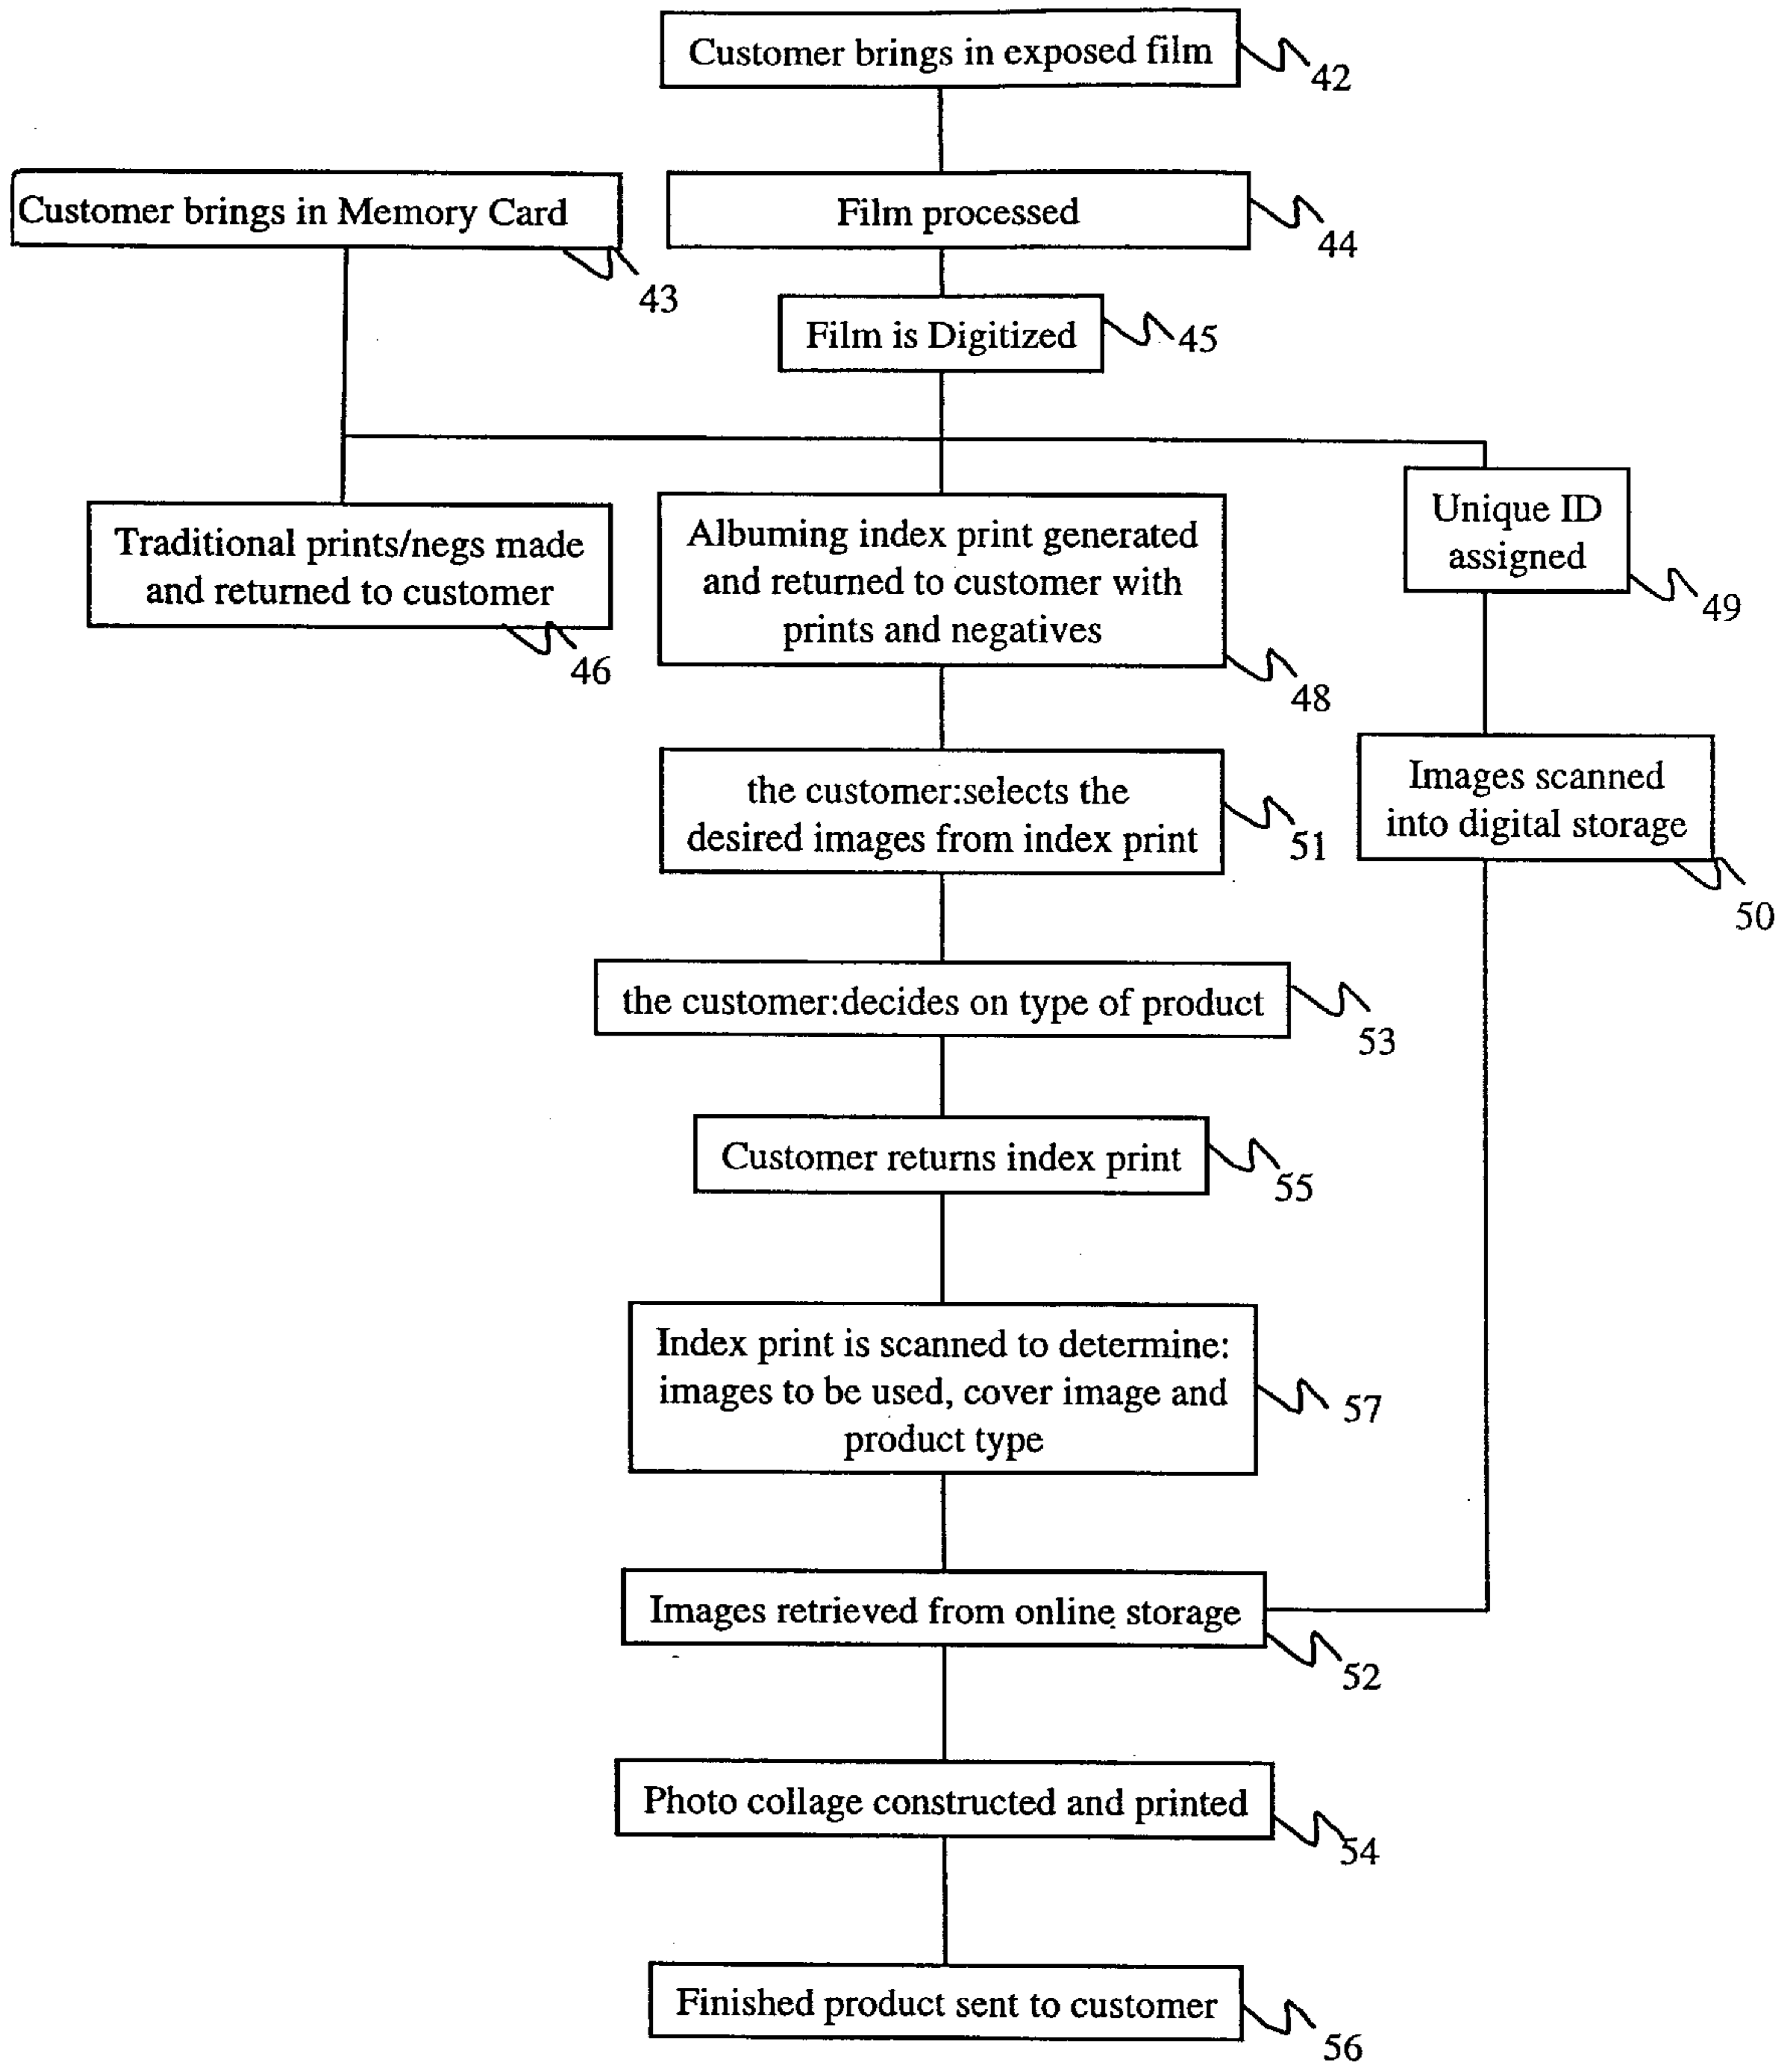 Customer brings in exposed film
42
Customer brings in Memory Card
43
Film processed
44
Film is Digitized
45
Traditional prints/negs made
and returned to customer
46
Albuming index print generated
and returned to customer with
prints and negatives
48
Unique ID
assigned
49
the customer:selects the
desired images from index print
51
Images scanned
into digital storage
50
the customer:decides on type of product
53
Customer returns index print
55
Index print is scanned to determine:
images to be used, cover image and
product type
57
Images retrieved from online storage
52
Photo collage constructed and printed
54
Finished product sent to customer
56